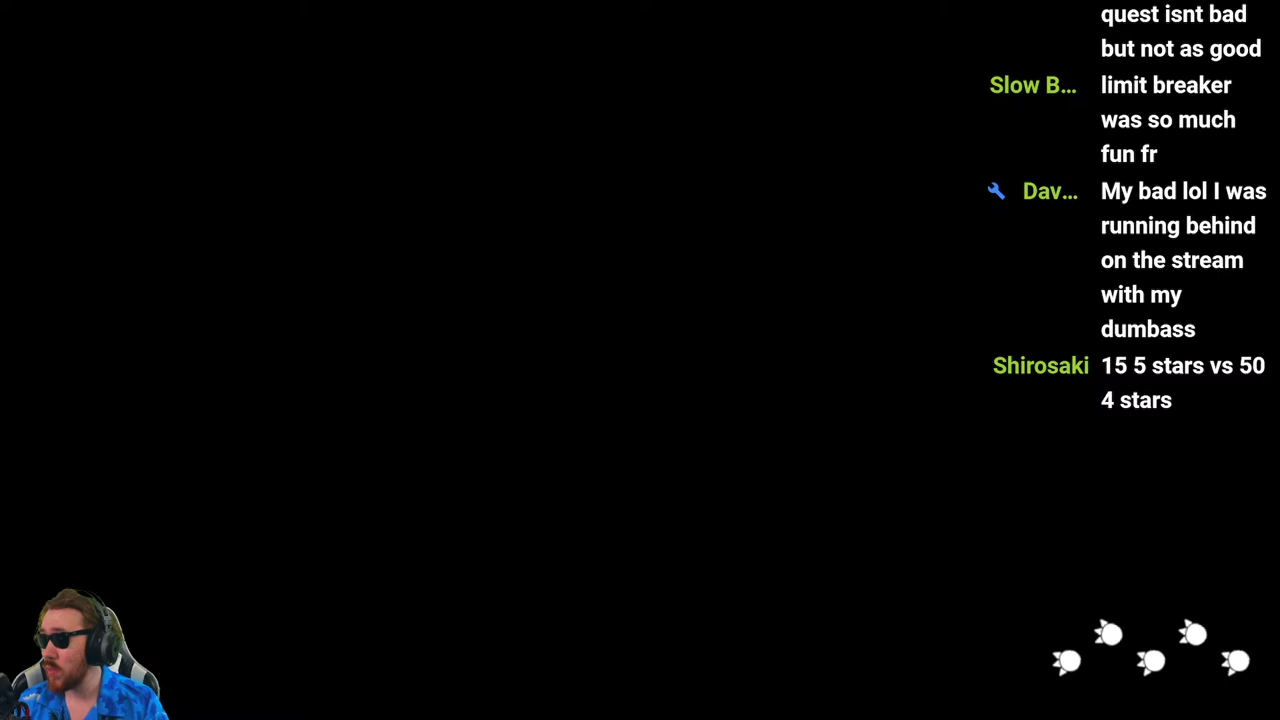 quest isnt bad
but not as good
Slow B... limit breaker
was so much
fun fr
Dav... My bad lol I was
running behind
on the stream
with my
dumbass
Shirosaki 15 5 stars vs 50
4 stars